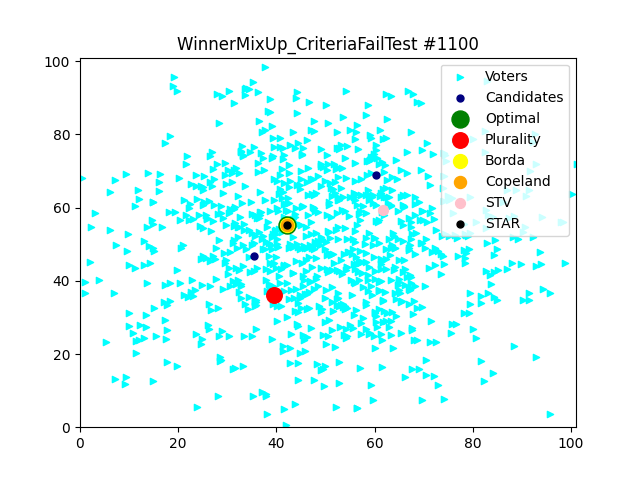 WinnerMixUp_CriteriaFailTest #1100
100
80
60
40
20
0
0
20
40
60
80
100
Voters
Candidates
Optimal
Plurality
Borda
Copeland
STV
STAR